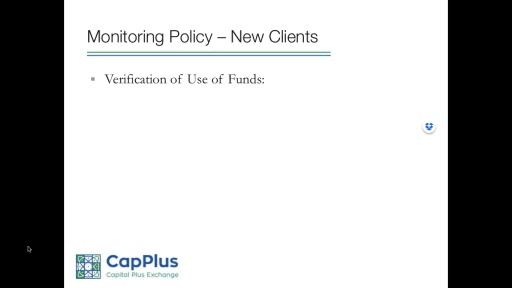 Monitoring Policy – New Clients
Verification of Use of Funds:
CapPlus
Capital Plus Exchange